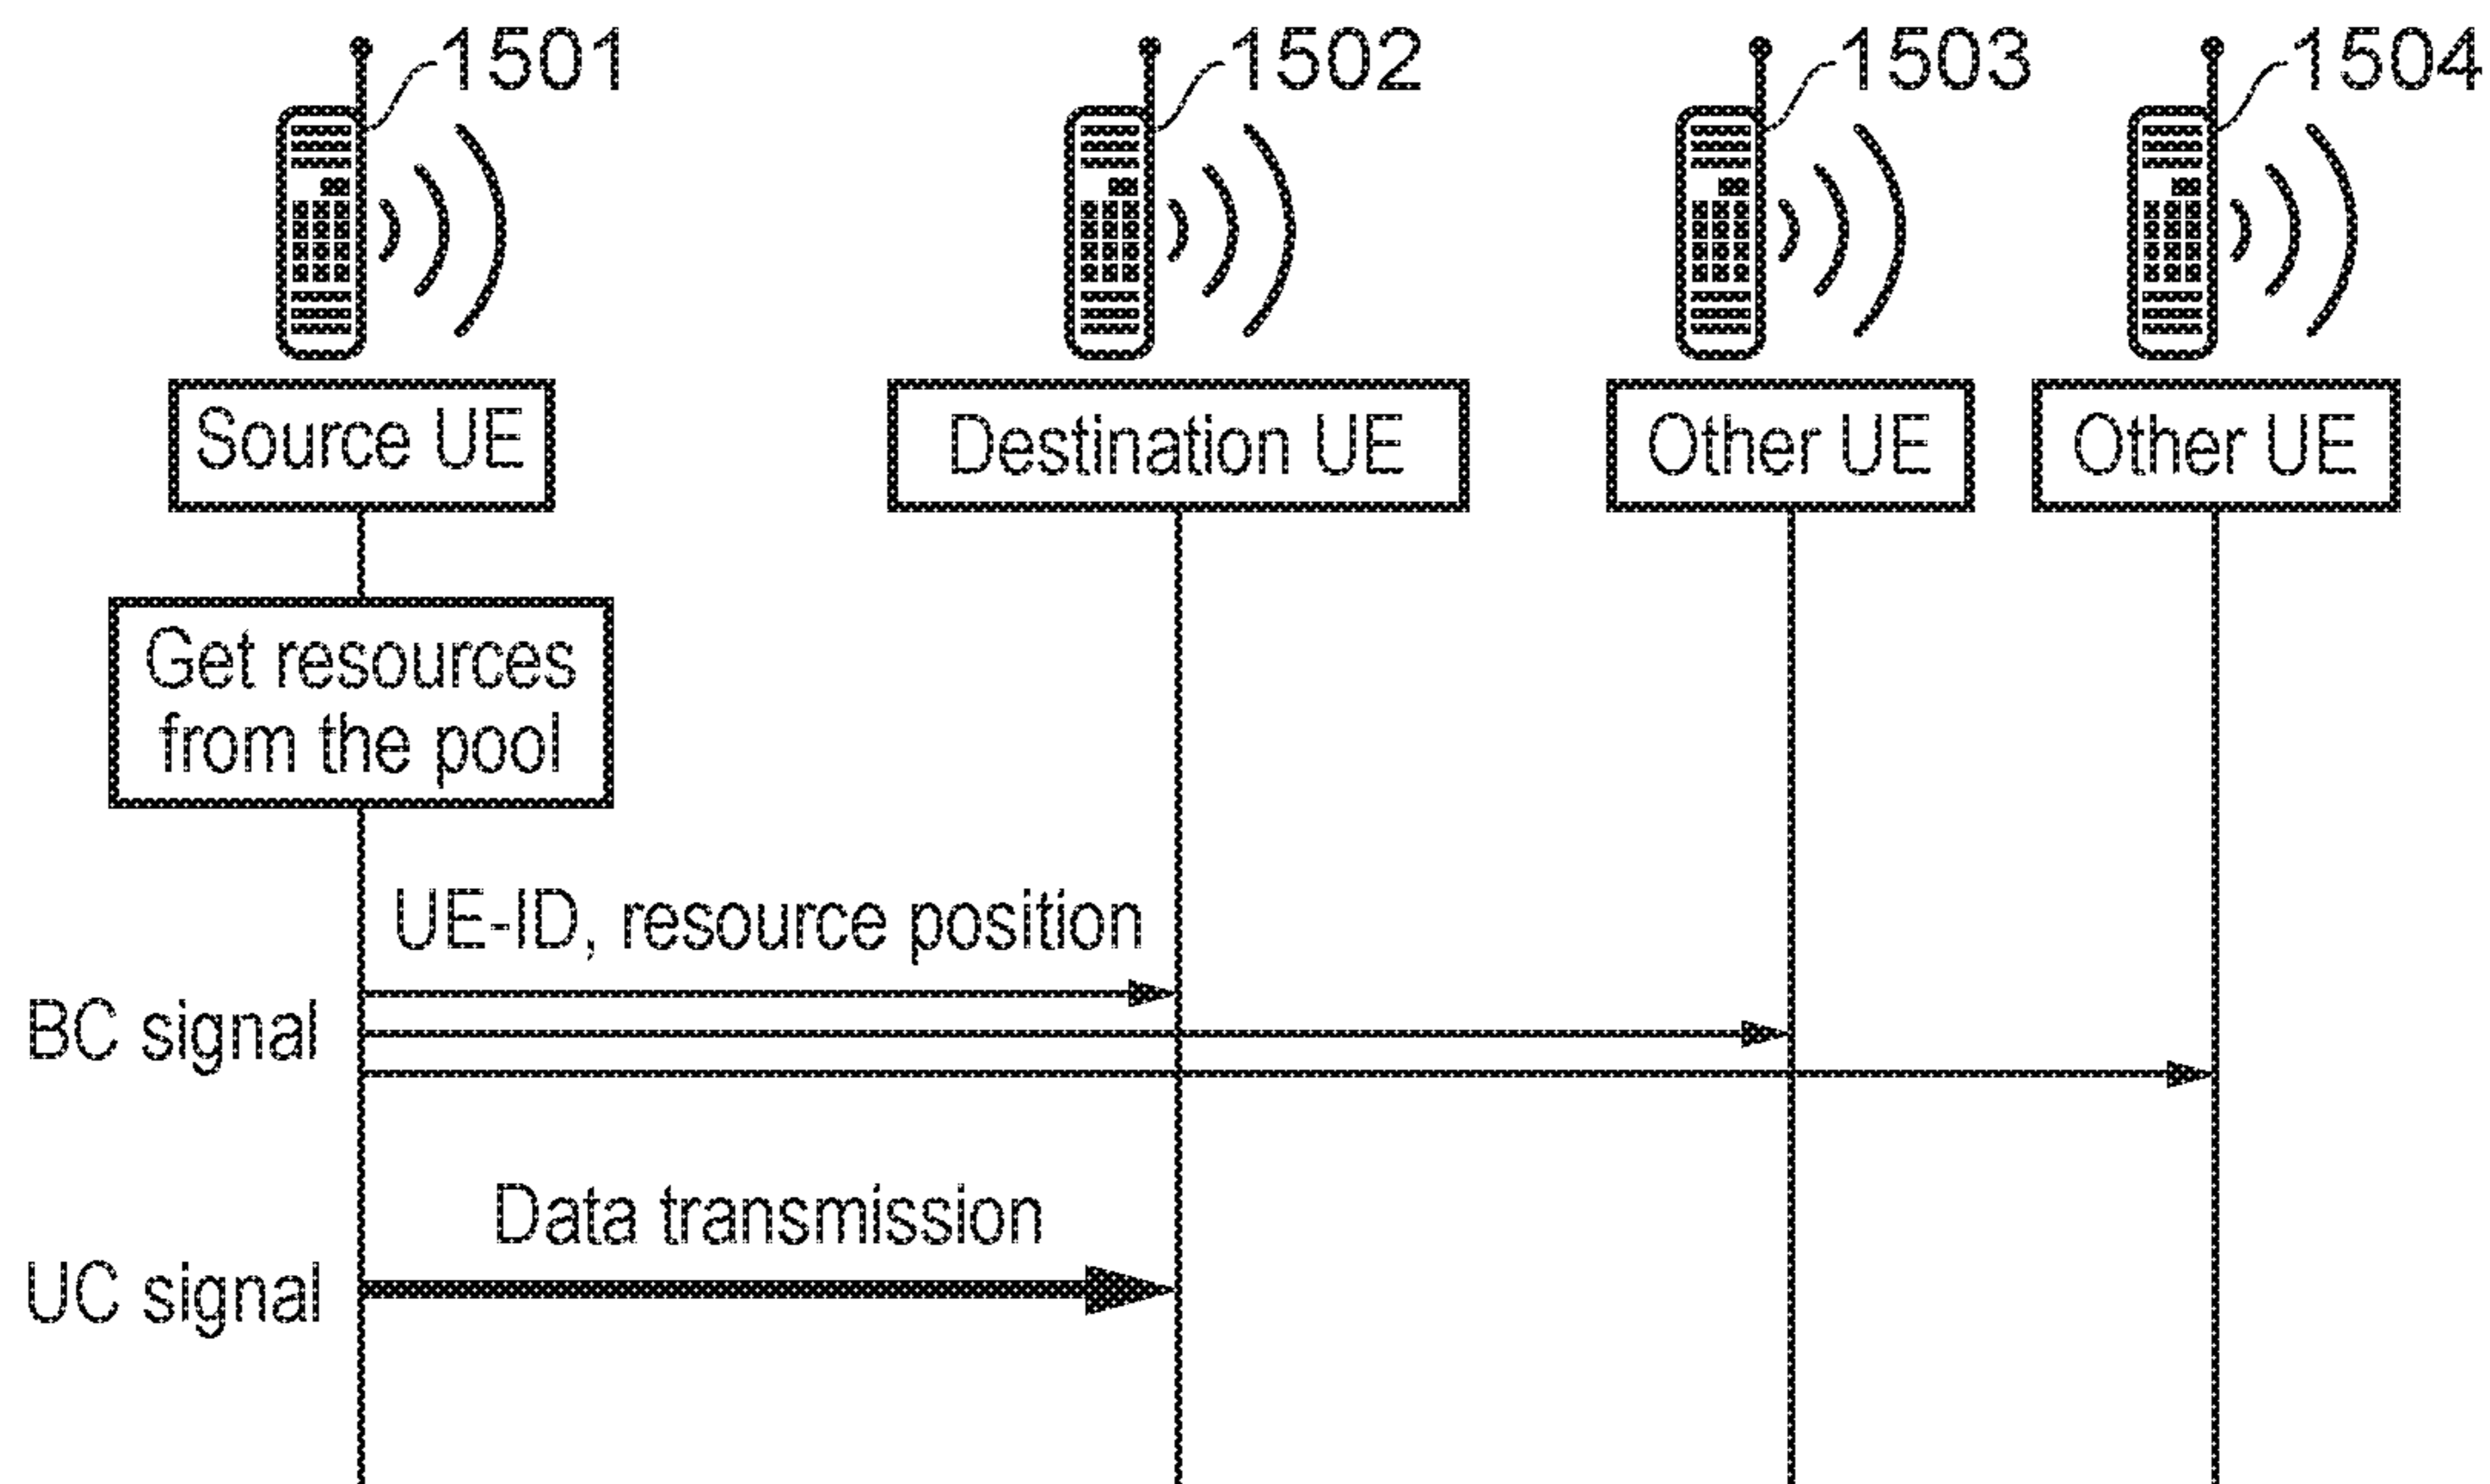 1501
1502
1503
1504
Source UE
Destination UE
Other UE
Other UE
Get resources
from the pool
UE-ID, resource position
BC signal
Data transmission
UC signal